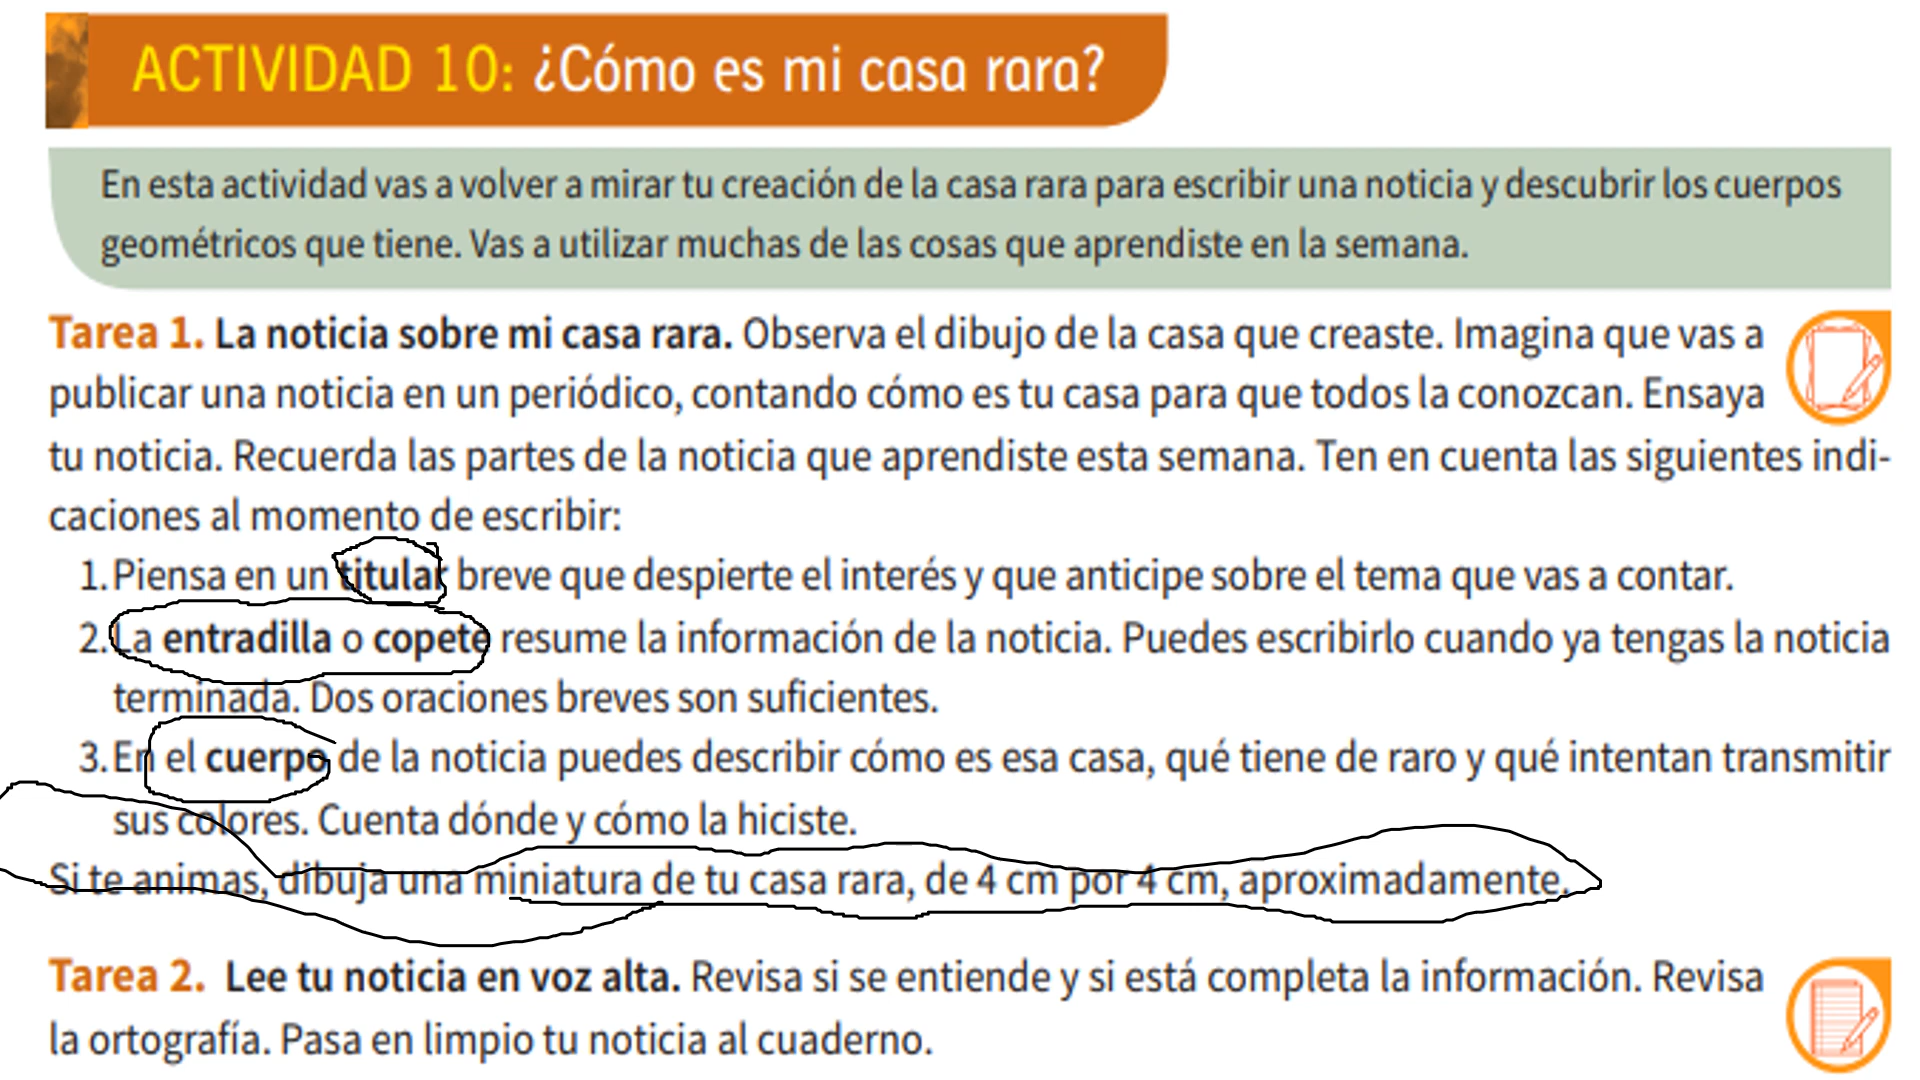 ACTIVIDAD 10: ¿Cómo es mi casa rara?
En esta actividad vas a volver a mirar tu creación de la casa rara para escribir una noticia y descubrir los cuerpos
geométricos que tiene. Vas a utilizar muchas de las cosas que aprendiste en la semana.
Tarea 1. La noticia sobre mi casa rara. Observa el dibujo de la casa que creaste. Imagina que vas a
publicar una noticia en un periódico, contando cómo es tu casa para que todos la conozcan. Ensaya
tu noticia. Recuerda las partes de la noticia que aprendiste esta semana. Ten en cuenta las siguientes indi-
caciones al momento de escribir:
1. Piensa en un titular breve que despierte el interés y que anticipe sobre el tema que vas a contar.
2. La entradilla o copete resume la información de la noticia. Puedes escribirlo cuando ya tengas la noticia
terminada. Dos oraciones breves son suficientes.
3. En el cuerpo de la noticia puedes describir cómo es esa casa, qué tiene de raro y qué intentan transmitir
sus colores. Cuenta dónde y cómo la hiciste.
Si te animas, dibuja una miniatura de tu casa rara, de 4 cm por 4 cm, aproximadamente.
Tarea 2. Lee tu noticia en voz alta. Revisa si se entiende y si está completa la información. Revisa
la ortografía. Pasa en limpio tu noticia al cuaderno.